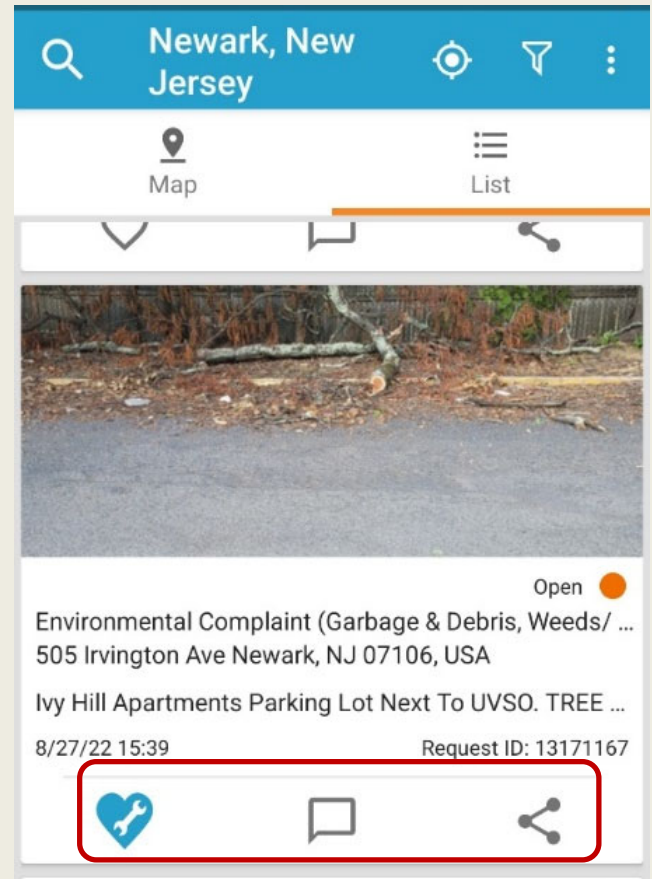 Newark, New
Jersey
Map
List
Open
Environmental Complaint (Garbage & Debris, Weeds/ ...
505 Irvington Ave Newark, NJ 07106, USA
Ivy Hill Apartments Parking Lot Next To UVSO. TREE ...
8/27/22 15:39 Request ID: 13171167